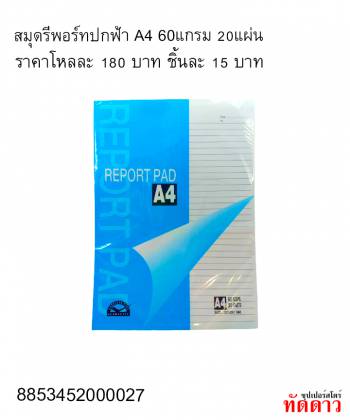 สมุดรีพอร์ทปกฟ้า A4 60แกรม 20แผ่น
ราคาโหลละ 180 บาท ชิ้นละ 15 บาท
REPORT PAD
REPORT PAD
A4
A4
8853452000027
ซุปเปอร์สโตร์
ทัดดาว